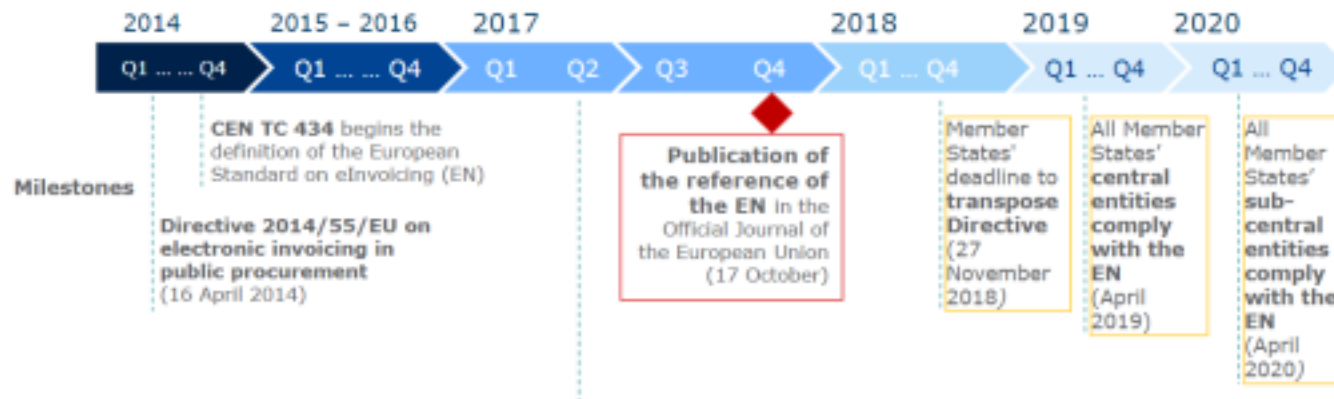 2014
2015 – 2016
2017
2018
2019
2020
Q1 ... ... Q4
Q1 ... ... Q4
Q1
Q2
Q3
Q4
Q1 ... Q4
Q1 ... Q4
Q1 ... Q4
Milestones
CEN TC 434 begins the
definition of the European
Standard on eInvoicing (EN)
Directive 2014/55/EU on
electronic invoicing in
public procurement
(16 April 2014)
Publication of
the reference of
the EN in the
Official Journal of
the European Union
(17 October)
Member
States'
deadline to
transpose
Directive
(27
November
2018)
All Member
States'
central
entities
comply
with the
EN
(April
2019)
All
Member
States'
sub-
central
entities
comply
with the
EN
(April
2020)